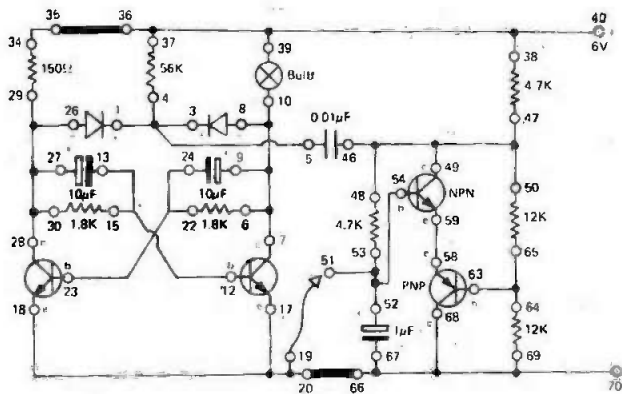 35 36 40
34 37 39 6V
150Ω 56K Bulb 38
4.7K
29 4 10 47
26 1 3 8 0.01µF
5 46
27 13 24 9 54 49 50
NPN
10µF 10µF 48 12K
30 15 22 6 4.7K 59
1.8K 1.8K 53 65
28 7 51 58
b b PNP 63
23 12 52 64
18 e 17 1µF 68 12K
19 67 69
20 66 70